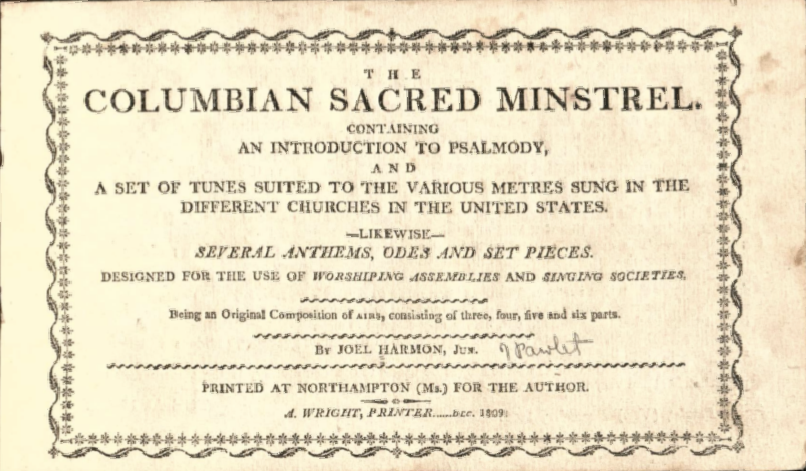 THE
COLUMBIAN SACRED MINSTREL.
CONTAINING
AN INTRODUCTION TO PSALMODY,
AND
A SET OF TUNES SUITED TO THE VARIOUS METRES SUNG IN THE
DIFFERENT CHURCHES IN THE UNITED STATES.
—LIKEWISE—
SEVERAL ANTHEMS, ODES AND SET PIECES.
DESIGNED FOR THE USE OF WORSHIPING ASSEMBLIES AND SINGING SOCIETIES.
Being an Original Composition of AIRS, consisting of three, four, five and six parts.
By JOEL HARMON, Jun. Pawlet
PRINTED AT NORTHAMPTON (Ms.) FOR THE AUTHOR.
A. WRIGHT, PRINTER......DEC. 1809.